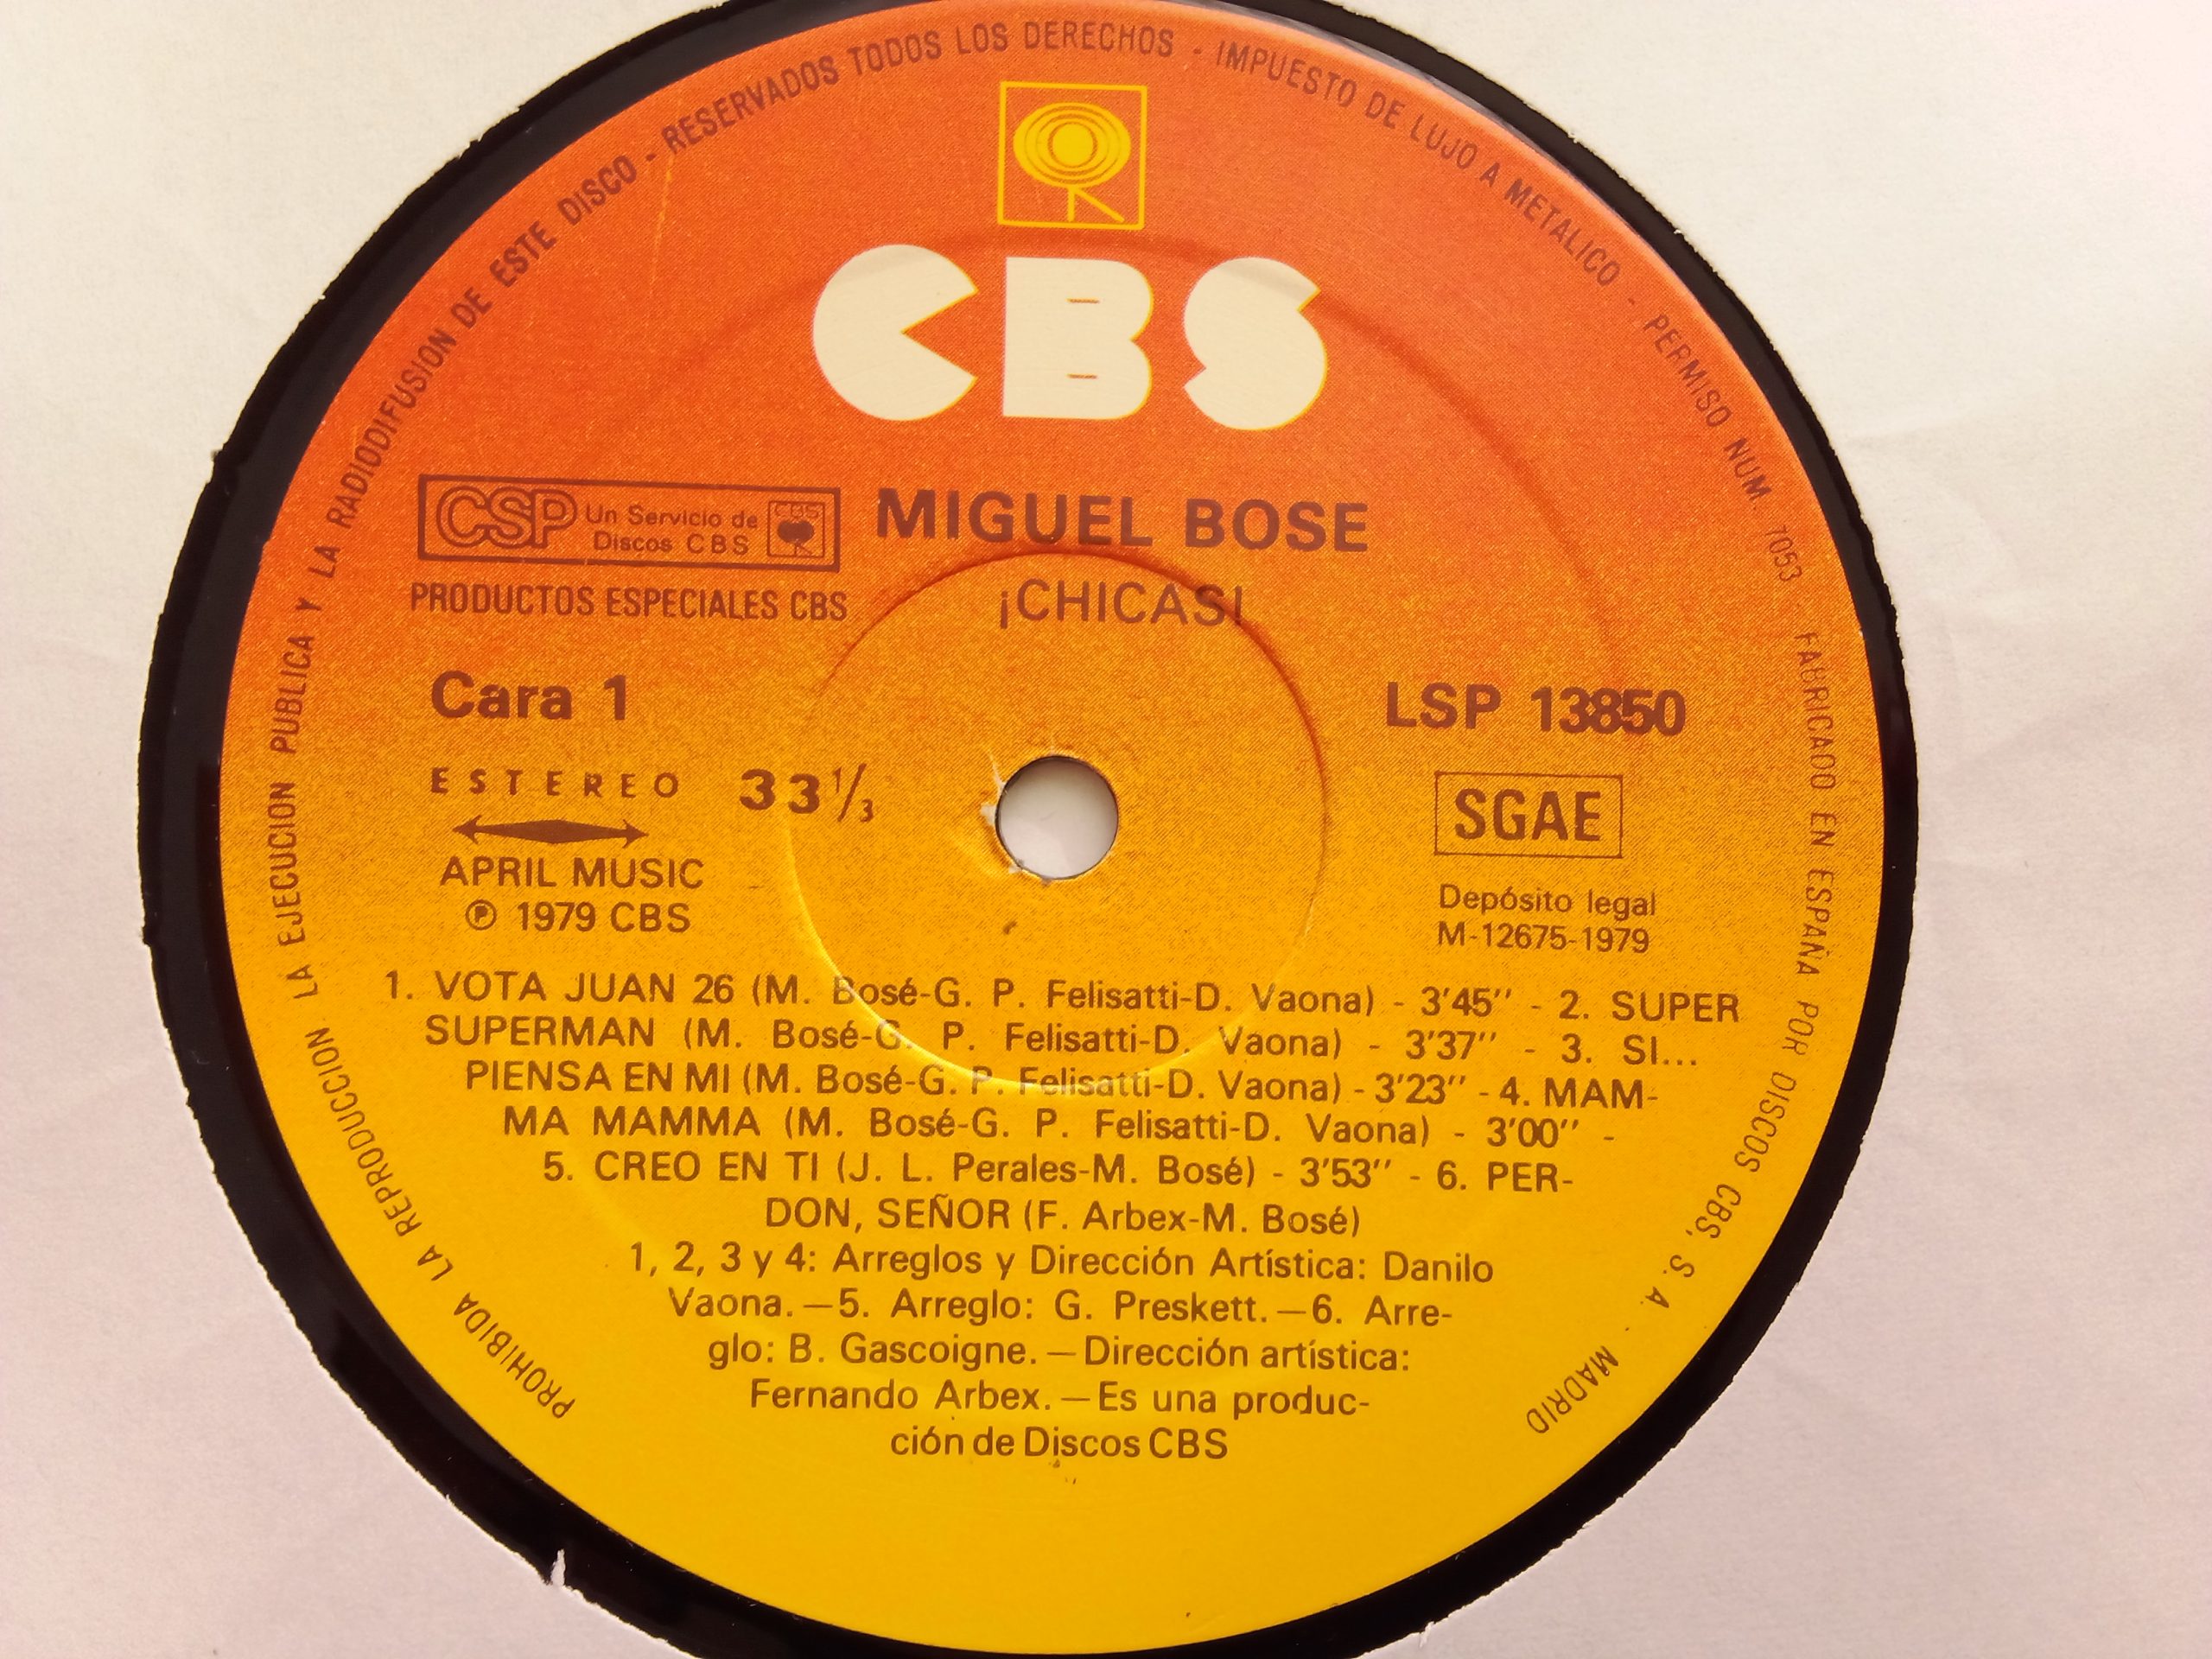 PROHIBIDA LA REPRODUCCION LA EJECUCION PUBLICA Y LA RADIODIFUSION DE ESTE DISCO - RESERVADOS TODOS LOS DERECHOS - IMPUESTO DE LUJO A METALICO - PERMISO NUM. 7053 - FABRICADO EN ESPAÑA POR DISCOS CBS, S. A. - MADRID
CBS
CSP Un Servicio de
Discos CBS
CBS
MIGUEL BOSE
PRODUCTOS ESPECIALES CBS
¡CHICAS!
Cara 1
LSP 13850
ESTEREO 33 1/3
SGAE
APRIL MUSIC
℗ 1979 CBS
Depósito legal
M-12675-1979
1. VOTA JUAN 26 (M. Bosé-G. P. Felisatti-D. Vaona) - 3'45'' - 2. SUPER
SUPERMAN (M. Bosé-G. P. Felisatti-D. Vaona) - 3'37'' - 3. SI...
PIENSA EN MI (M. Bosé-G. P. Felisatti-D. Vaona) - 3'23'' - 4. MAM-
MA MAMMA (M. Bosé-G. P. Felisatti-D. Vaona) - 3'00'' -
5. CREO EN TI (J. L. Perales-M. Bosé) - 3'53'' - 6. PER-
DON, SEÑOR (F. Arbex-M. Bosé)
1, 2, 3 y 4: Arreglos y Dirección Artística: Danilo
Vaona. —5. Arreglo: G. Preskett. —6. Arre-
glo: B. Gascoigne. — Dirección artística:
Fernando Arbex. — Es una produc-
ción de Discos CBS